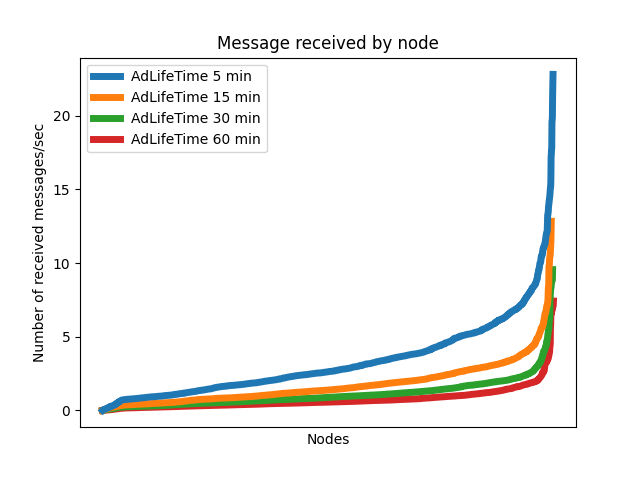 Message received by node
AdLifeTime 5 min
AdLifeTime 15 min
AdLifeTime 30 min
AdLifeTime 60 min
Number of received messages/sec
20
15
10
5
0
Nodes